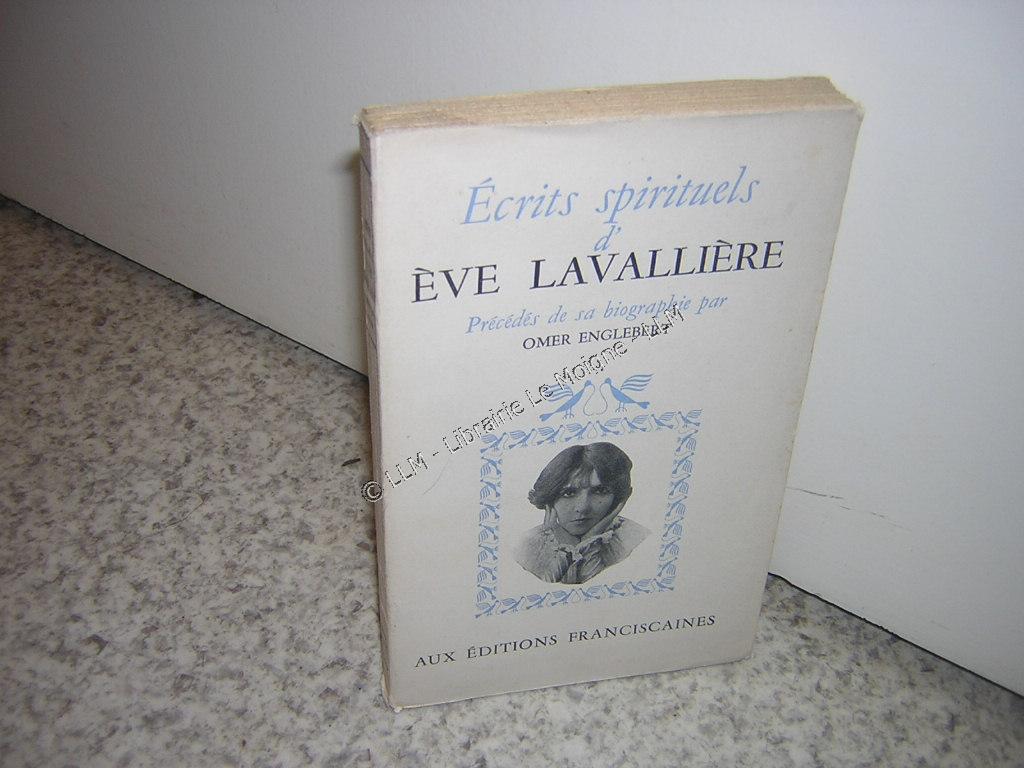 Écrits spirituels
d'
ÈVE LAVALLIÈRE
Précédés de sa biographie par
OMER ENGLEBERT
AUX ÉDITIONS FRANCISCAINES
© LLM - Librairie Le Moigne - LLM